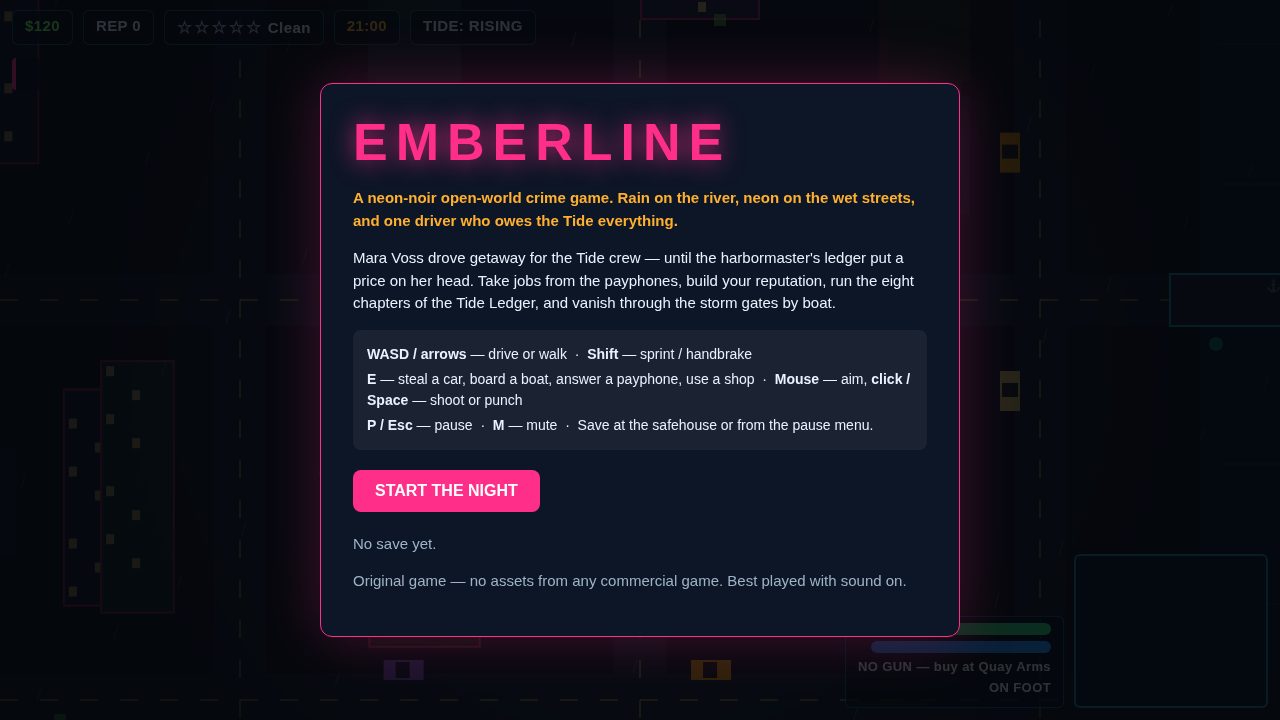 $120
REP 0
☆☆☆☆☆ Clean
21:00
TIDE: RISING
EMBERLINE
A neon-noir open-world crime game. Rain on the river, neon on the wet streets,
and one driver who owes the Tide everything.
Mara Voss drove getaway for the Tide crew — until the harbormaster's ledger put a
price on her head. Take jobs from the payphones, build your reputation, run the eight
chapters of the Tide Ledger, and vanish through the storm gates by boat.
WASD / arrows — drive or walk · Shift — sprint / handbrake
E — steal a car, board a boat, answer a payphone, use a shop · Mouse — aim, click /
Space — shoot or punch
P / Esc — pause · M — mute · Save at the safehouse or from the pause menu.
START THE NIGHT
No save yet.
Original game — no assets from any commercial game. Best played with sound on.
NO GUN — buy at Quay Arms
ON FOOT